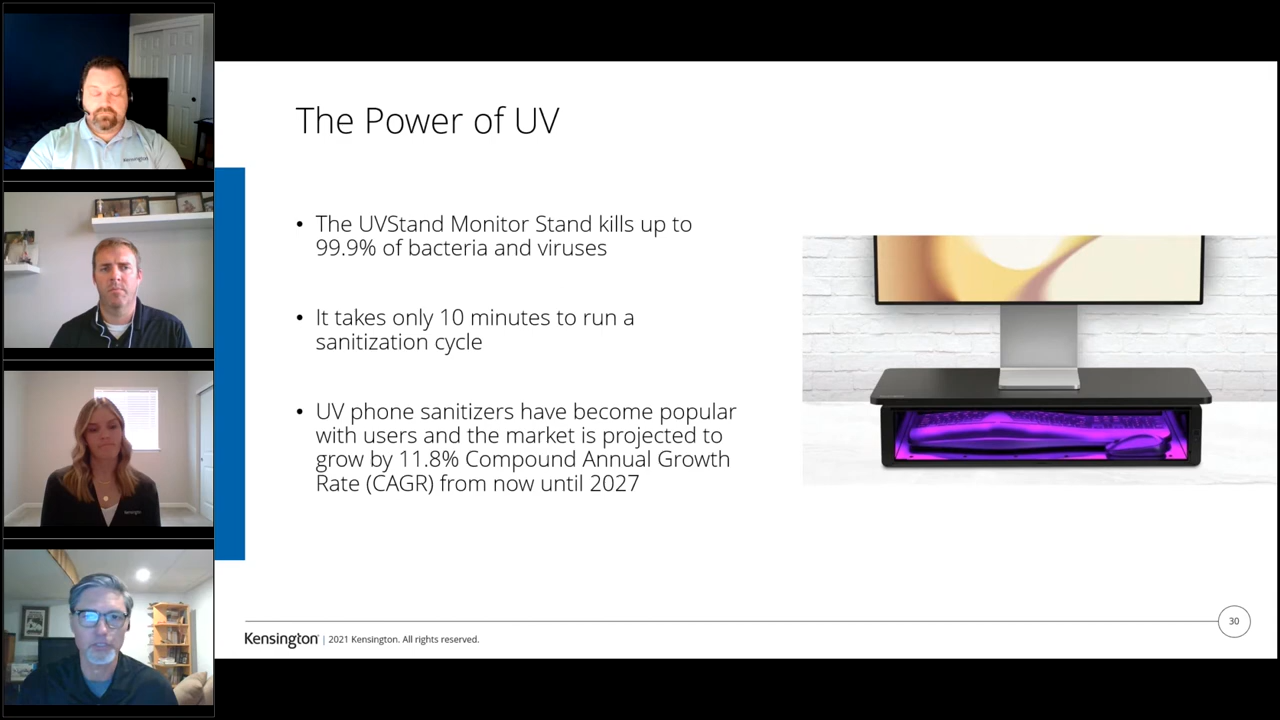 The Power of UV
• The UVStand Monitor Stand kills up to
99.9% of bacteria and viruses
• It takes only 10 minutes to run a
sanitization cycle
• UV phone sanitizers have become popular
with users and the market is projected to
grow by 11.8% Compound Annual Growth
Rate (CAGR) from now until 2027
Kensington | 2021 Kensington. All rights reserved.
30
Kensington
Kensington